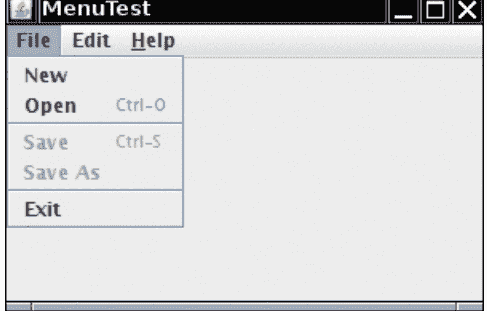 MenuTest
File Edit Help
New
Open Ctrl-O
Save Ctrl-S
Save As
Exit